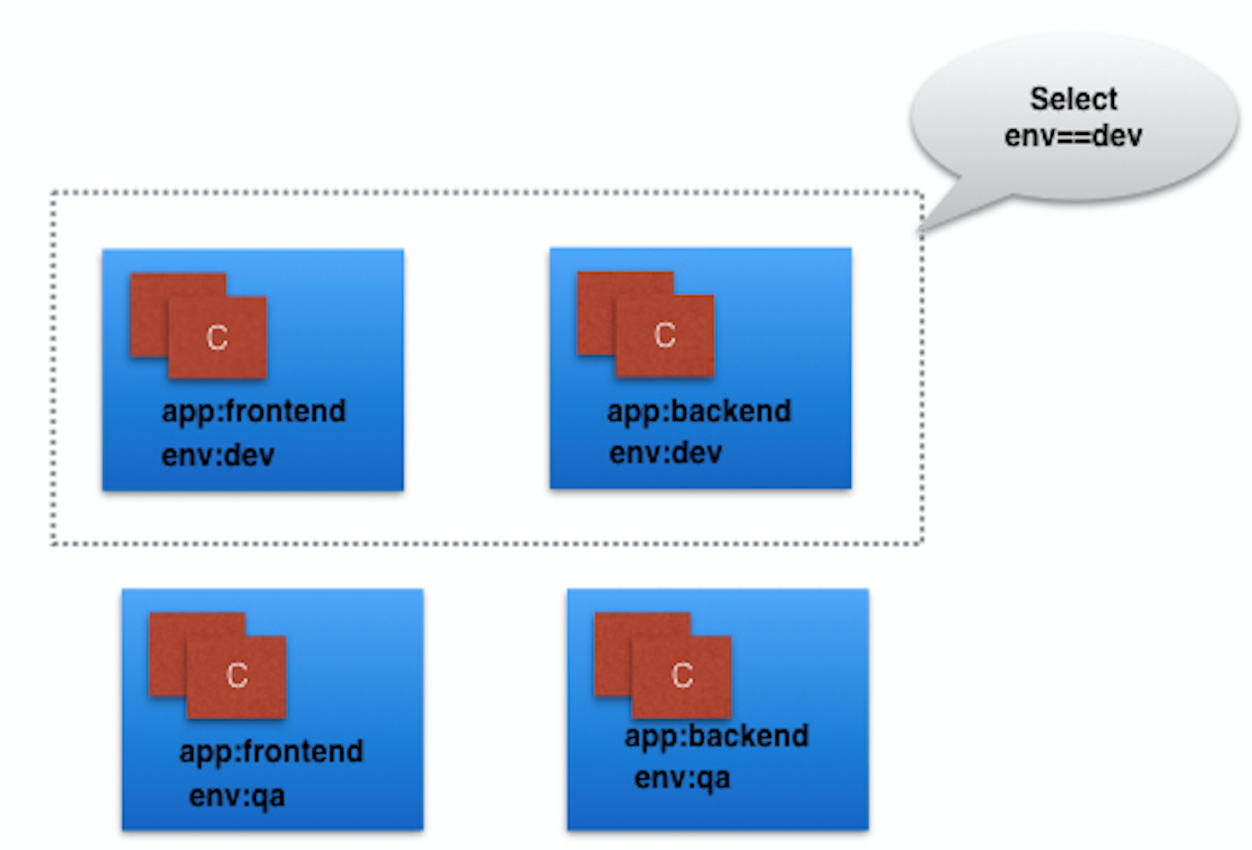 Select
env==dev
C
app:frontend
env:dev
C
app:backend
env:dev
C
app:frontend
env:qa
C
app:backend
env:qa